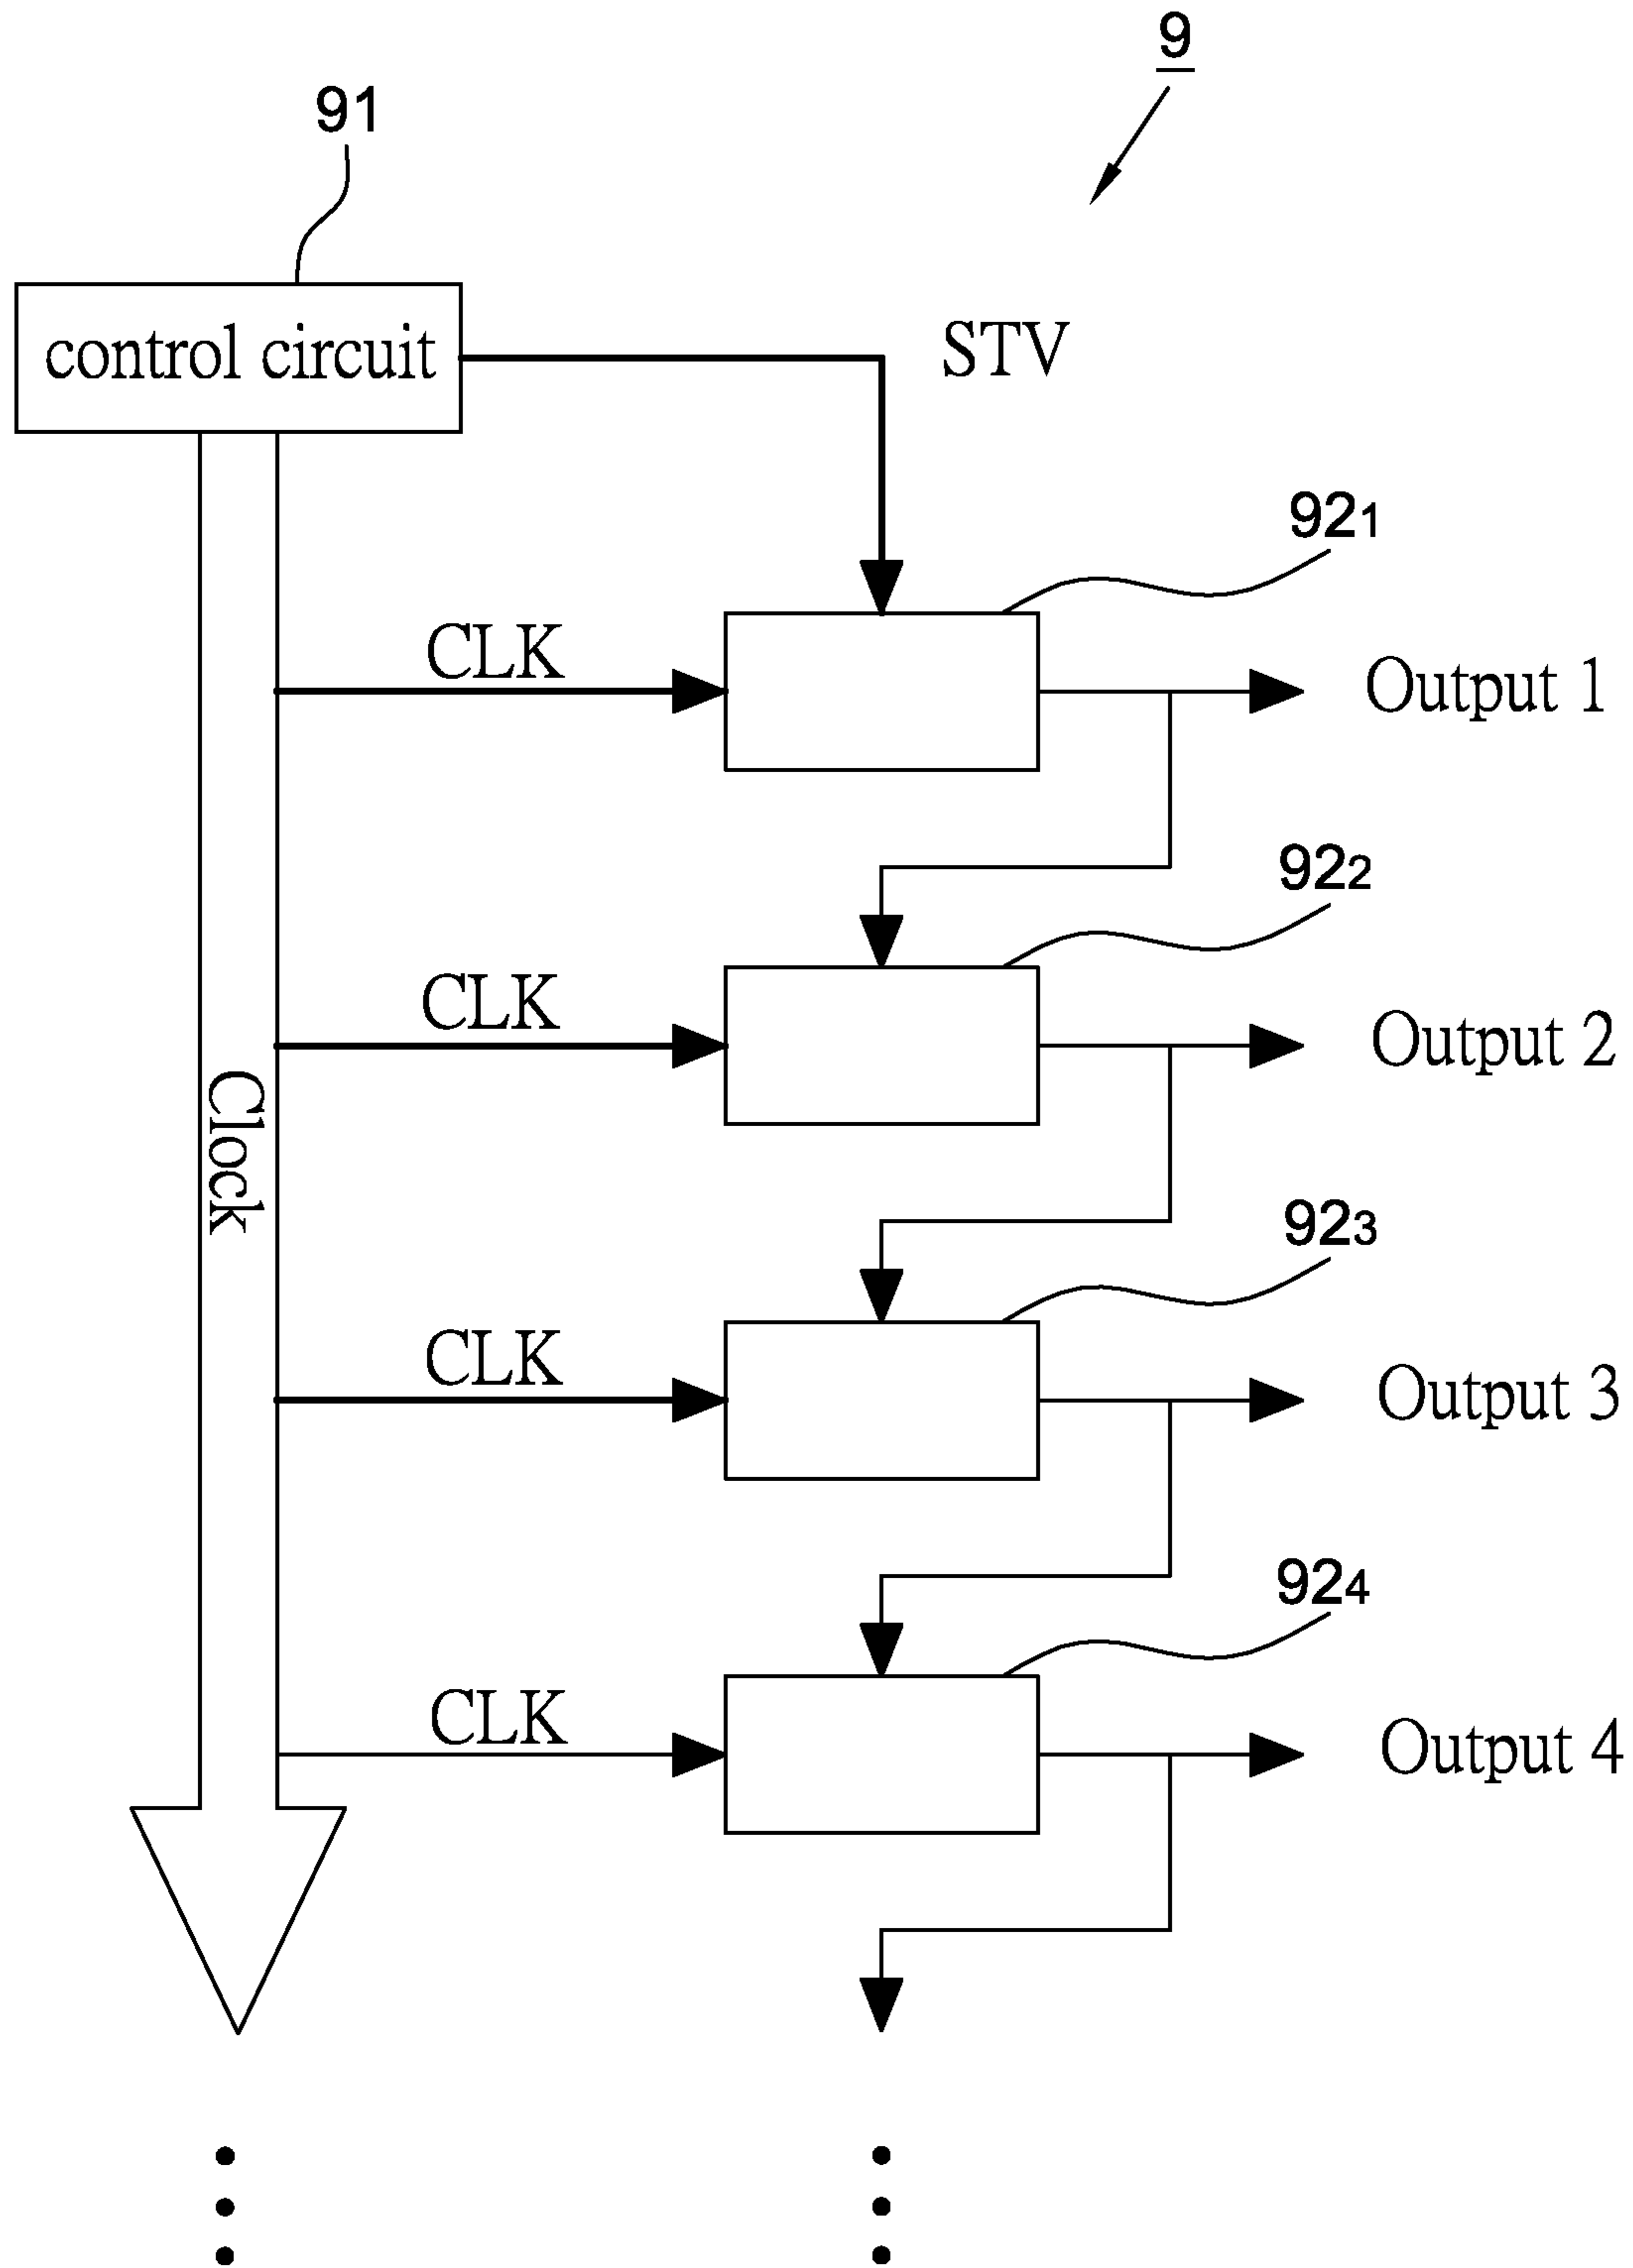 9
91
control circuit
STV
921
CLK
Output 1
922
CLK
Output 2
Clock
923
CLK
Output 3
924
CLK
Output 4